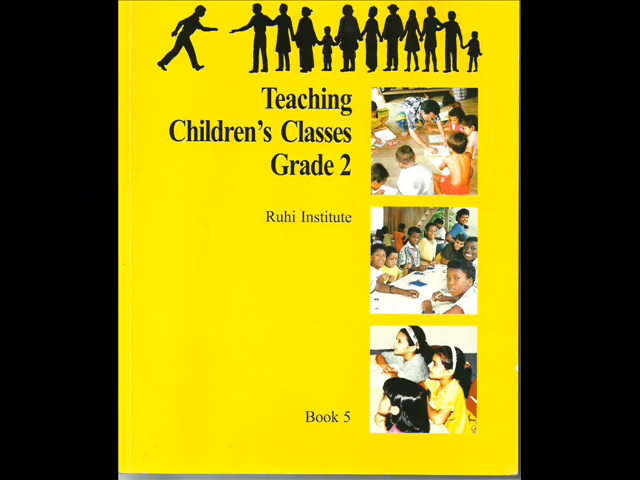 Teaching
Children's Classes
Grade 2
Ruhi Institute
Book 5